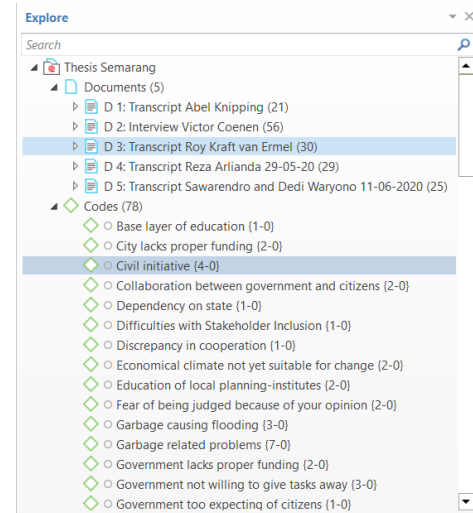 Explore
Search
Thesis Semarang
Documents (5)
D 1: Transcript Abel Knipping (21)
D 2: Interview Victor Coenen (56)
D 3: Transcript Roy Kraft van Ermel (30)
D 4: Transcript Reza Arlianda 29-05-20 (29)
D 5: Transcript Sawarendro and Dedi Waryono 11-06-2020 (25)
Codes (78)
Base layer of education {1-0}
City lacks proper funding {2-0}
Civil initiative {4-0}
Collaboration between government and citizens {2-0}
Dependency on state {1-0}
Difficulties with Stakeholder Inclusion {1-0}
Discrepancy in cooperation {1-0}
Economical climate not yet suitable for change {2-0}
Education of local planning-institutes {2-0}
Fear of being judged because of your opinion {2-0}
Garbage causing flooding {3-0}
Garbage related problems {7-0}
Government lacks proper funding {2-0}
Government not willing to give tasks away {3-0}
Government too expecting of citizens {1-0}